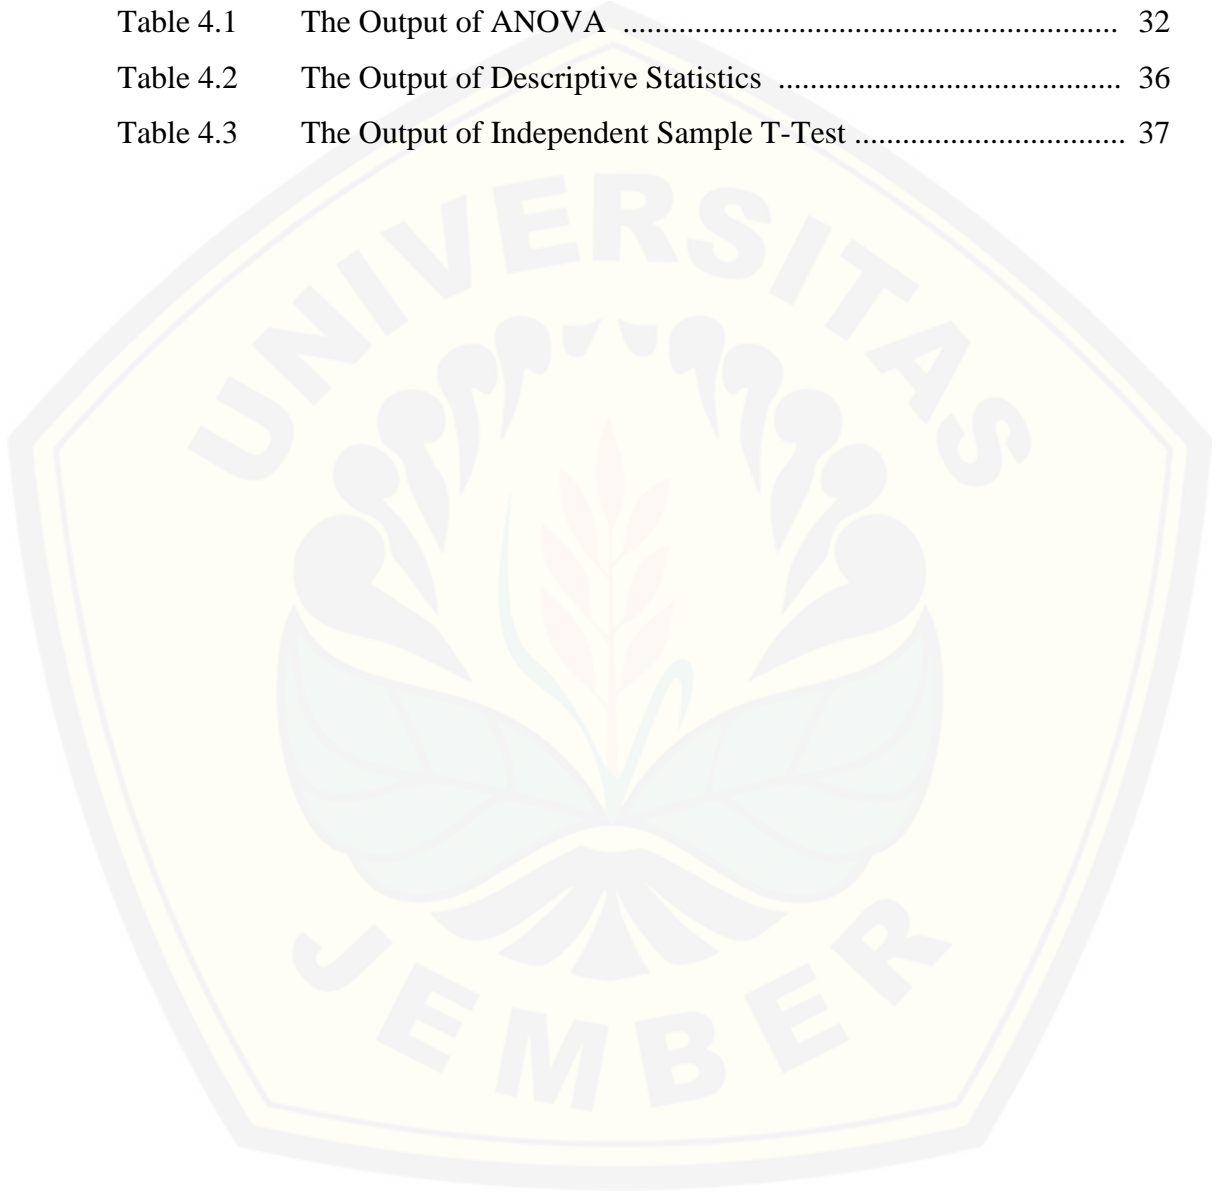 Table 4.1 The Output of ANOVA .............................................................. 32
Table 4.2 The Output of Descriptive Statistics ........................................... 36
Table 4.3 The Output of Independent Sample T-Test .................................. 37
UNIVERSITAS
JEMBER